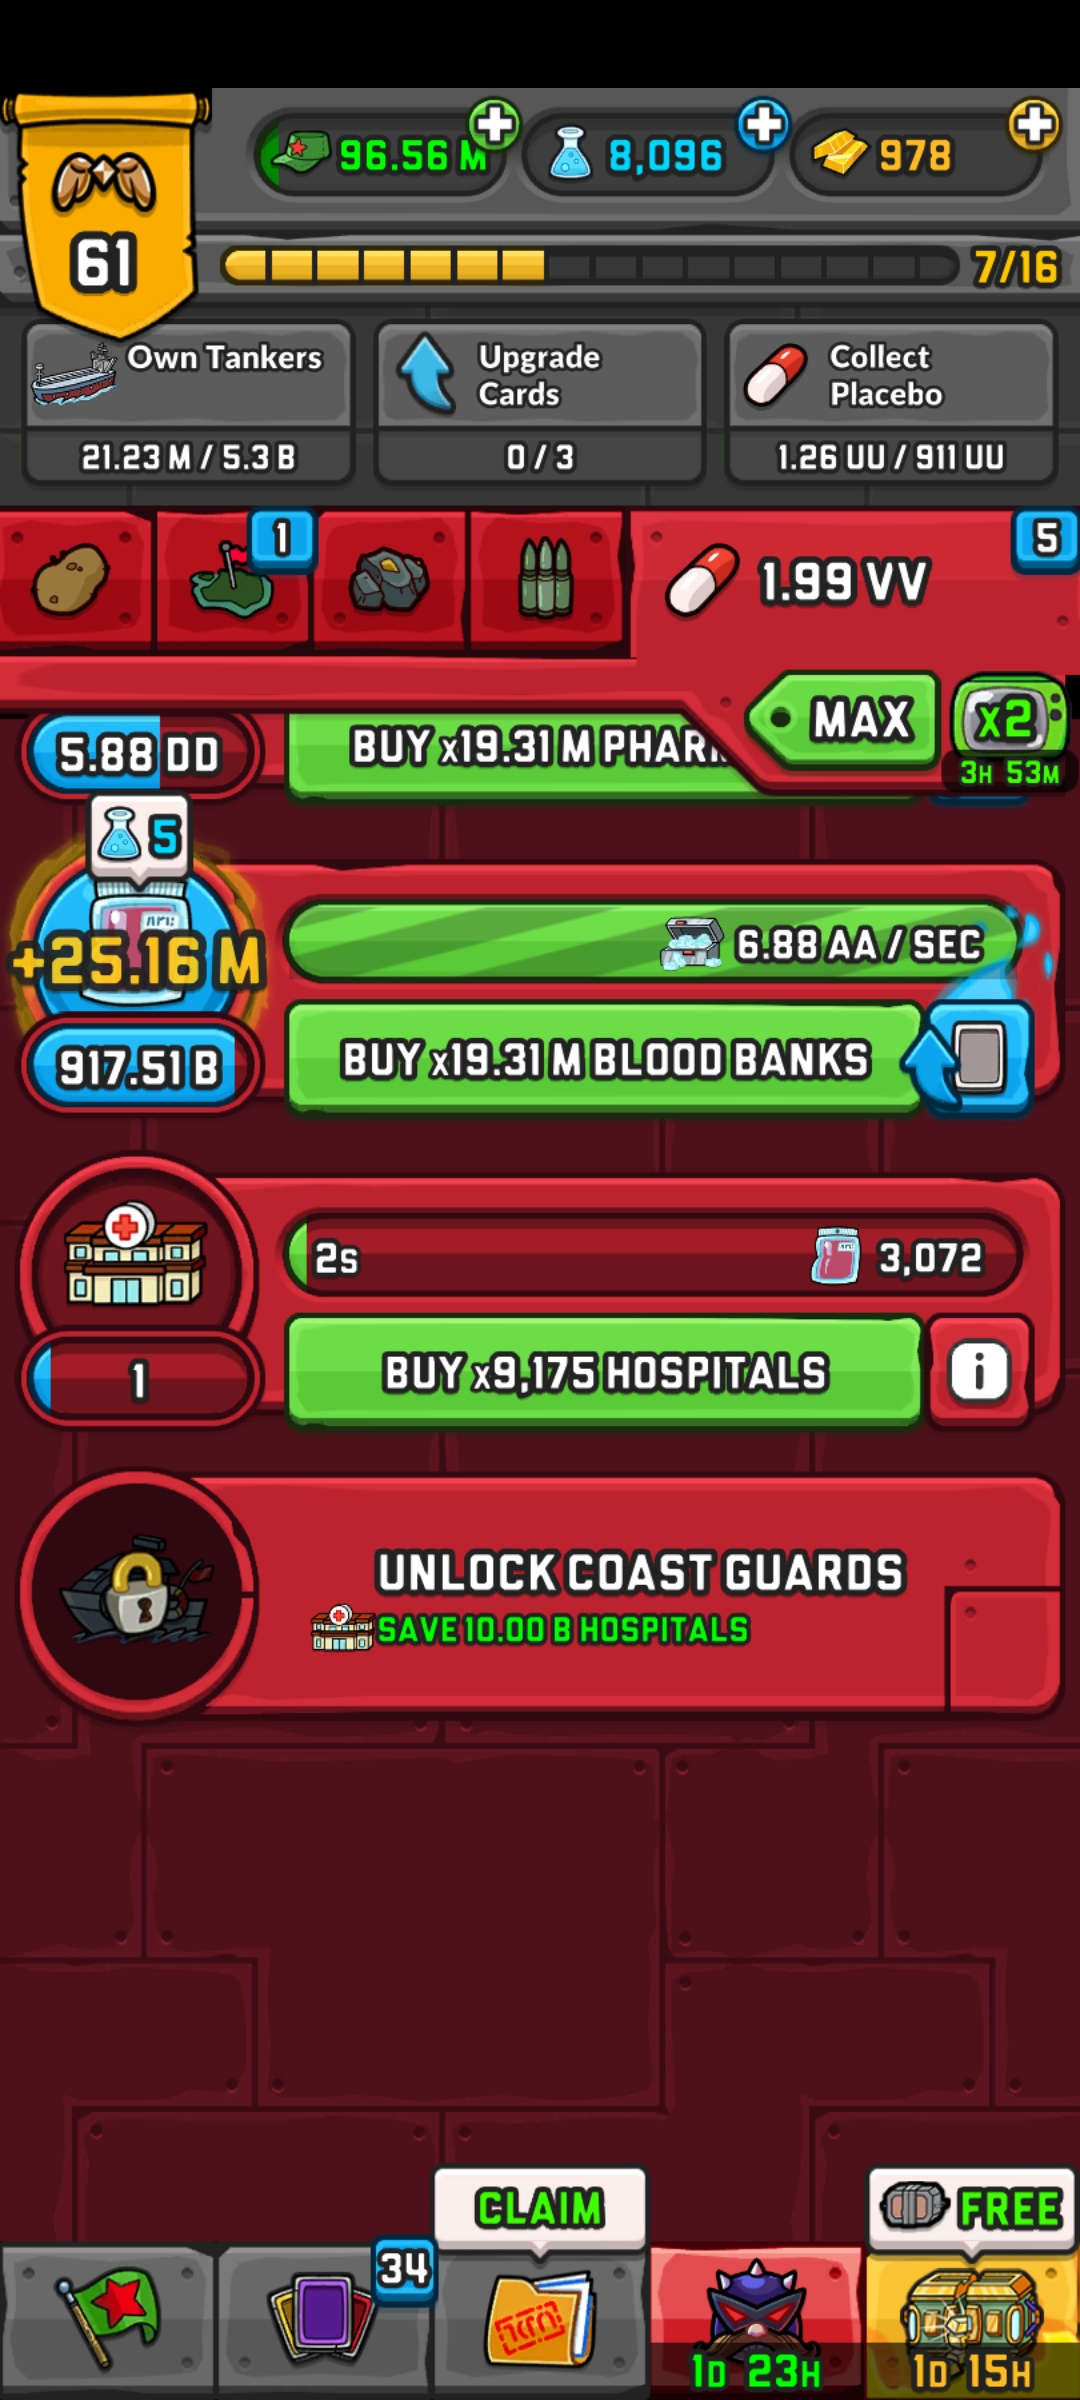 96.56 M
8,096
978
61
7/16
Own Tankers
21.23 M / 5.3 B
Upgrade
Cards
0 / 3
Collect
Placebo
1.26 UU / 911 UU
1
1.99 VV
5
MAX
x2
3H 53M
5.88 DD
BUY x19.31 M PHAR
5
+25.16 M
6.88 AA / SEC
917.51 B
BUY x19.31 M BLOOD BANKS
2s
3,072
1
BUY x9,175 HOSPITALS
i
UNLOCK COAST GUARDS
SAVE 10.00 B HOSPITALS
CLAIM
FREE
34
1D 23H
1D 15H